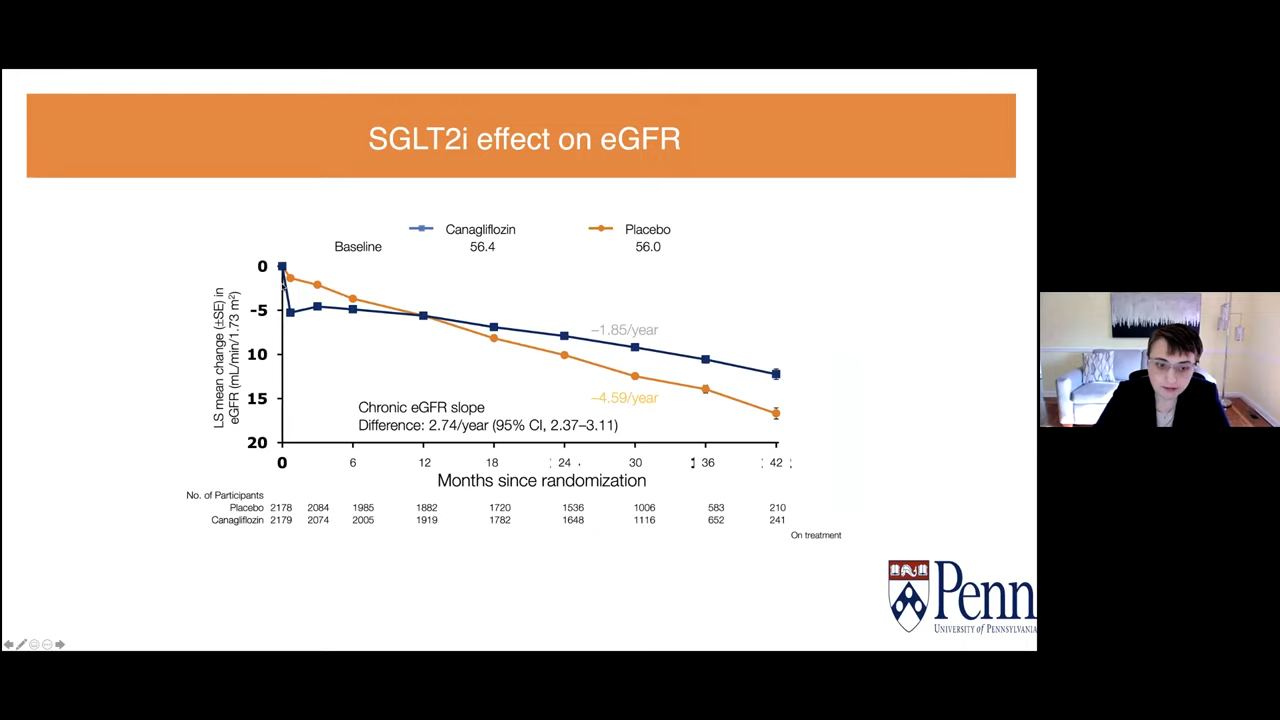 SGLT2i effect on eGFR
Canagliflozin Placebo
Baseline 56.4 56.0
LS mean change (±SE) in
eGFR (mL/min/1.73 m²)
0
-5
10
15
20
–1.85/year
–4.59/year
Chronic eGFR slope
Difference: 2.74/year (95% CI, 2.37–3.11)
0 6 12 18 24 30 36 42
Months since randomization
No. of Participants
Placebo 2178 2084 1985 1882 1720 1536 1006 583 210
Canagliflozin 2179 2074 2005 1919 1782 1648 1116 652 241
On treatment
Penn
UNIVERSITY of PENNSYLVANIA